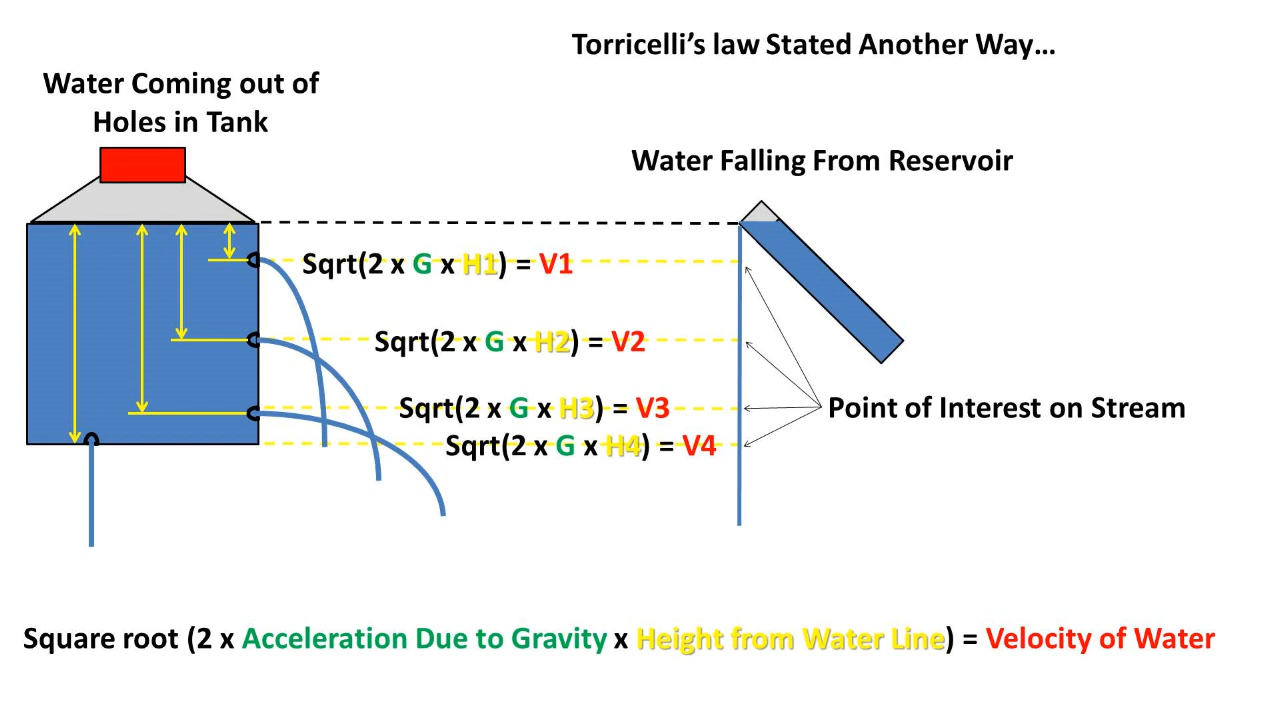 Torricelli's law Stated Another Way...
Water Coming out of
Holes in Tank
Water Falling From Reservoir
Sqrt(2 x G x H1) = V1
Sqrt(2 x G x H2) = V2
Sqrt(2 x G x H3) = V3
Point of Interest on Stream
Sqrt(2 x G x H4) = V4
Square root (2 x Acceleration Due to Gravity x Height from Water Line) = Velocity of Water